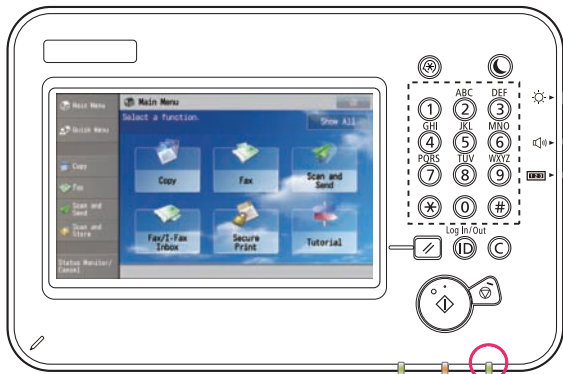 Main Menu
Quick Menu
Copy
Fax
Scan and
Send
Scan and
Store
Status Monitor/
Cancel
Main Menu
Select a function.
Show All
Copy
Fax
Scan and
Send
Fax/I-Fax
Inbox
Secure
Print
Tutorial
ABC
DEF
1
2
3
GHI
JKL
MNO
4
5
6
PQRS
TUV
WXYZ
7
8
9
0
#
Log In/Out
ID
C
123